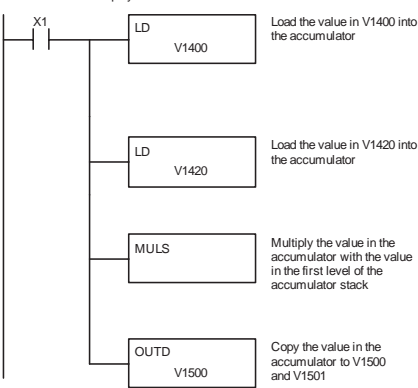 X1
LD
V1400
Load the value in V1400 into
the accumulator
LD
V1420
Load the value in V1420 into
the accumulator
MULS
Multiply the value in the
accumulator with the value
in the first level of the
accumulator stack
OUTD
V1500
Copy the value in the
accumulator to V1500
and V1501